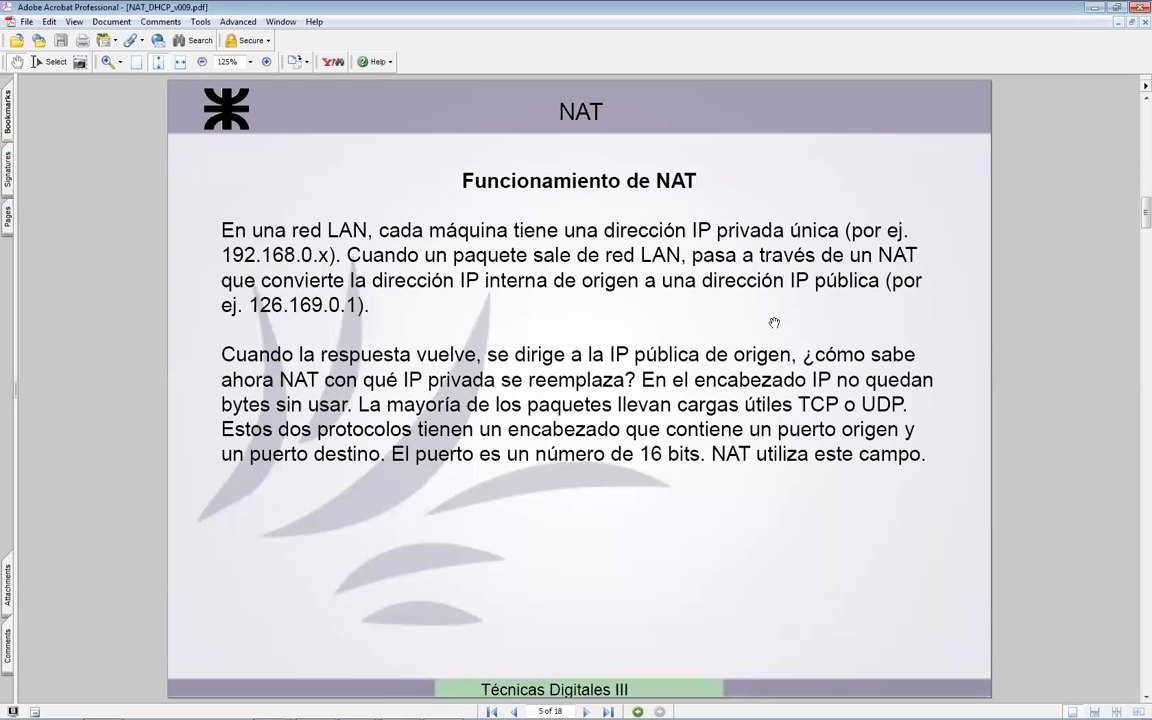 Adobe Acrobat Professional - [NAT_DHCP_v009.pdf]
File Edit View Document Comments Tools Advanced Window Help
Search Secure
Select 125% Help
Bookmarks
Signatures
Pages
Attachments
Comments
NAT
Funcionamiento de NAT
En una red LAN, cada máquina tiene una dirección IP privada única (por ej.
192.168.0.x). Cuando un paquete sale de red LAN, pasa a través de un NAT
que convierte la dirección IP interna de origen a una dirección IP pública (por
ej. 126.169.0.1).
Cuando la respuesta vuelve, se dirige a la IP pública de origen, ¿cómo sabe
ahora NAT con qué IP privada se reemplaza? En el encabezado IP no quedan
bytes sin usar. La mayoría de los paquetes llevan cargas útiles TCP o UDP.
Estos dos protocolos tienen un encabezado que contiene un puerto origen y
un puerto destino. El puerto es un número de 16 bits. NAT utiliza este campo.
Técnicas Digitales III
5 of 18